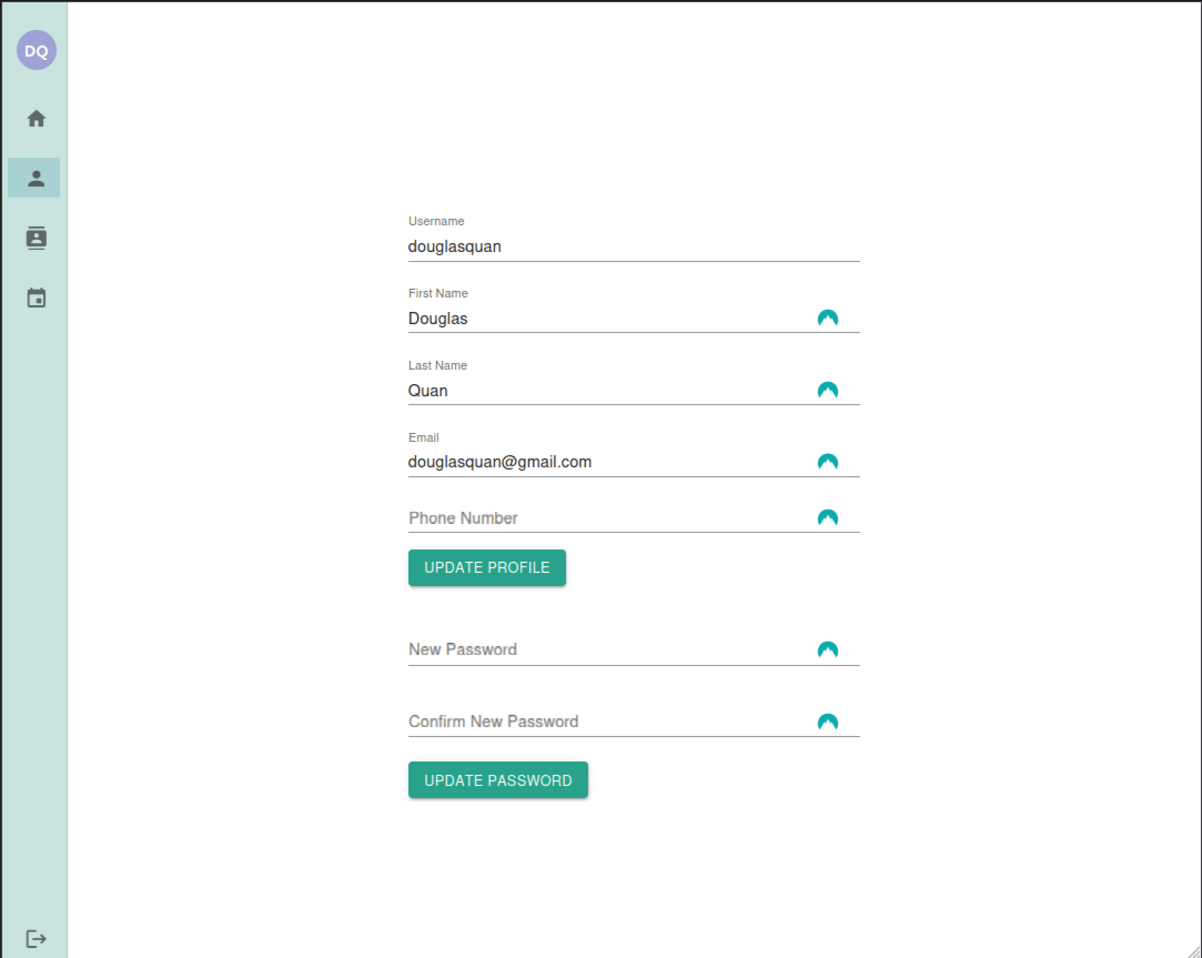 DQ
Username
douglasquan
First Name
Douglas
Last Name
Quan
Email
douglasquan@gmail.com
Phone Number
UPDATE PROFILE
New Password
Confirm New Password
UPDATE PASSWORD